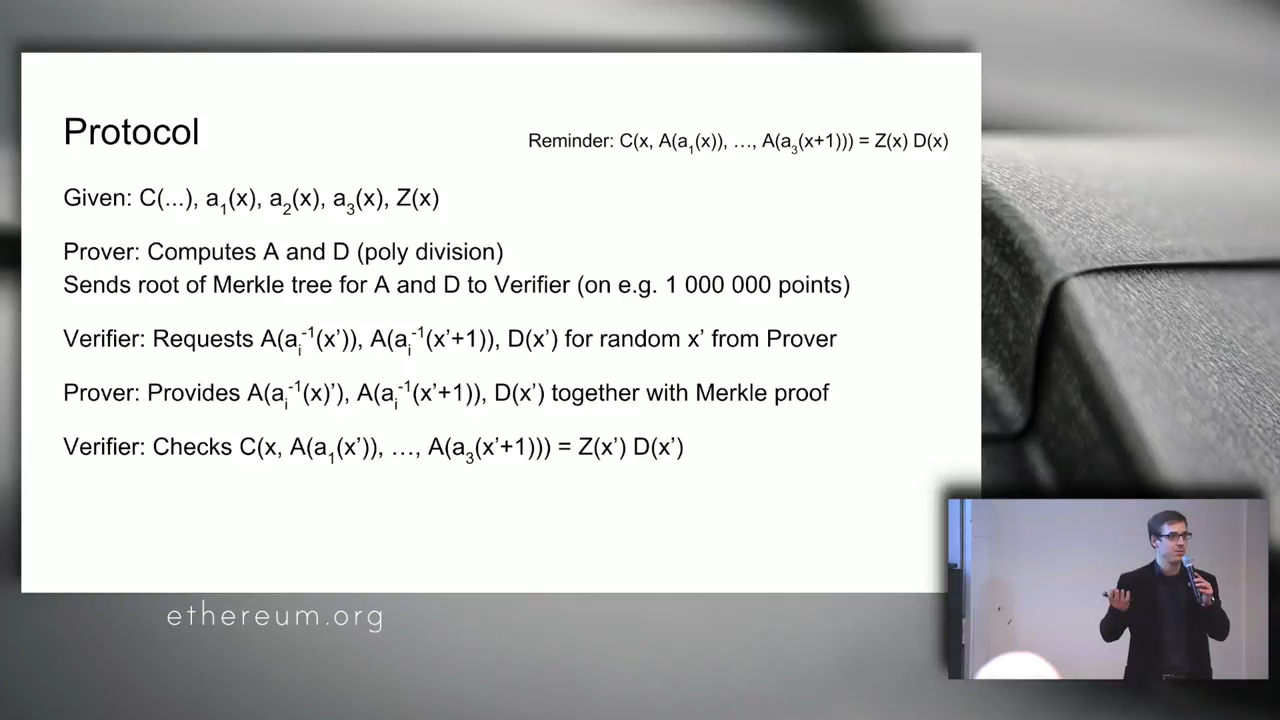 Protocol
Reminder: C(x, A(a₁(x)), …, A(a₃(x+1))) = Z(x) D(x)
Given: C(...), a₁(x), a₂(x), a₃(x), Z(x)
Prover: Computes A and D (poly division)
Sends root of Merkle tree for A and D to Verifier (on e.g. 1 000 000 points)
Verifier: Requests A(aᵢ⁻¹(x’)), A(aᵢ⁻¹(x’+1)), D(x’) for random x’ from Prover
Prover: Provides A(aᵢ⁻¹(x)’), A(aᵢ⁻¹(x’+1)), D(x’) together with Merkle proof
Verifier: Checks C(x, A(a₁(x’)), …, A(a₃(x’+1))) = Z(x’) D(x’)
ethereum.org